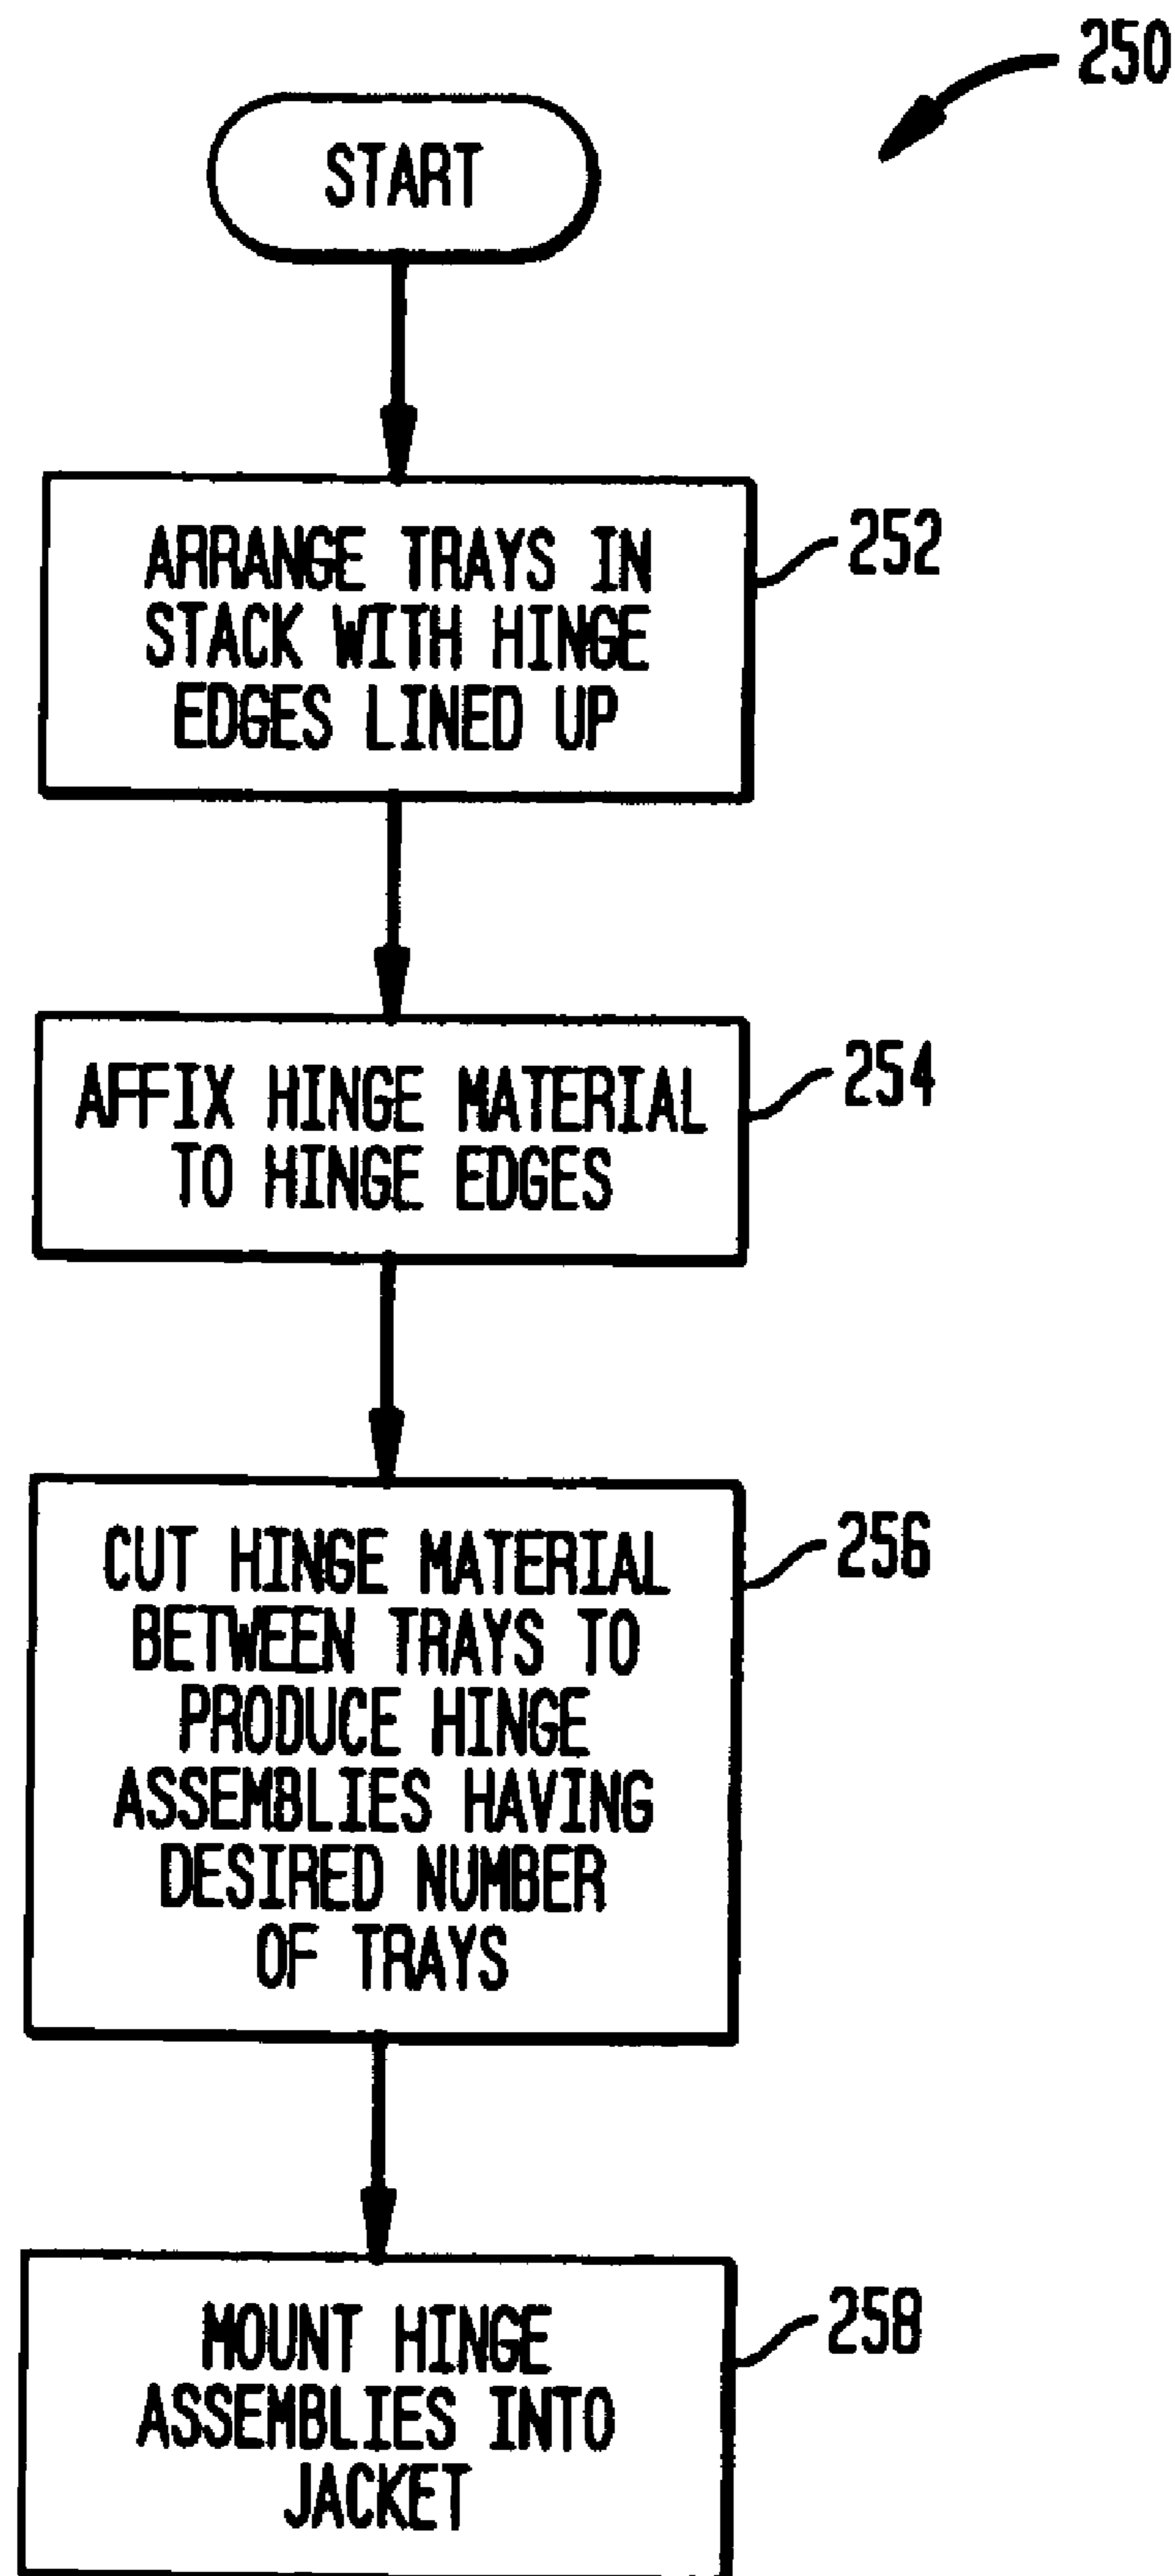 250
START
ARRANGE TRAYS IN
STACK WITH HINGE
EDGES LINED UP
252
AFFIX HINGE MATERIAL
TO HINGE EDGES
254
CUT HINGE MATERIAL
BETWEEN TRAYS TO
PRODUCE HINGE
ASSEMBLIES HAVING
DESIRED NUMBER
OF TRAYS
256
MOUNT HINGE
ASSEMBLIES INTO
JACKET
258